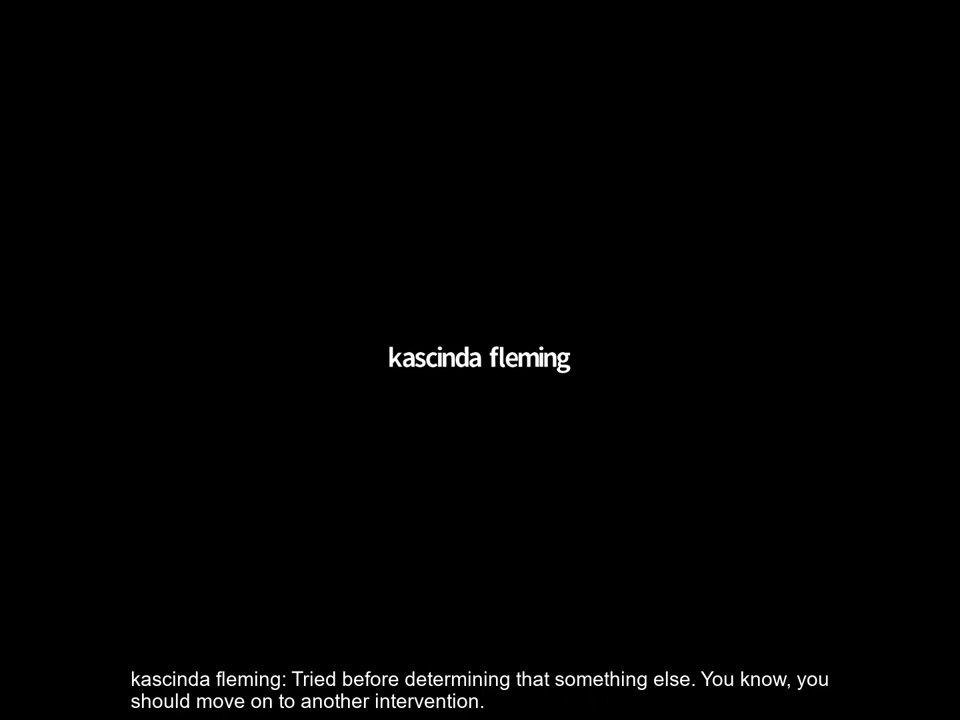 kascinda fleming
kascinda fleming: Tried before determining that something else. You know, you
should move on to another intervention.